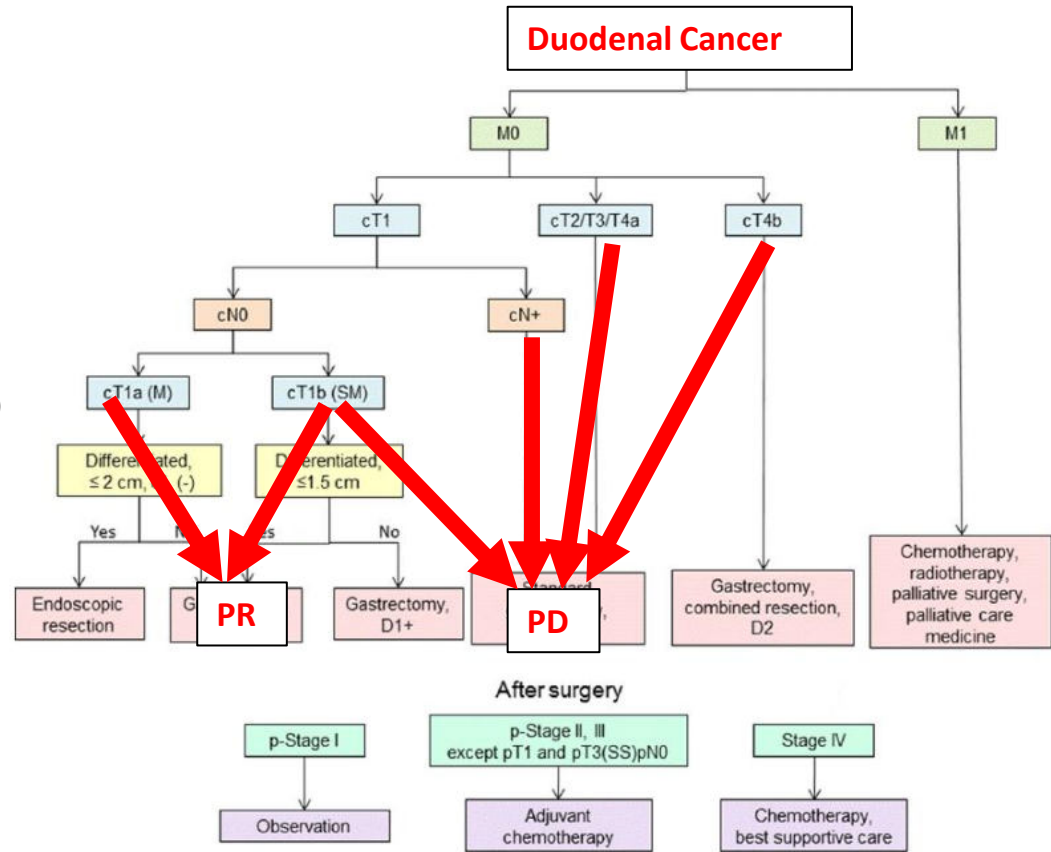 Duodenal Cancer
M0
M1
cT1
cT2/T3/T4a
cT4b
cN0
cN+
cT1a (M)
cT1b (SM)
Differentiated,
≤ 2 cm, (-)
≤1.5 cm
Yes
No
Endoscopic
resection
PR
Gastrectomy,
D1+
PD
Gastrectomy,
combined resection,
D2
Chemotherapy,
radiotherapy,
palliative surgery,
palliative care
medicine
After surgery
p-Stage I
p-Stage II, III
except pT1 and pT3(SS)pN0
Stage IV
Observation
Adjuvant
chemotherapy
Chemotherapy,
best supportive care